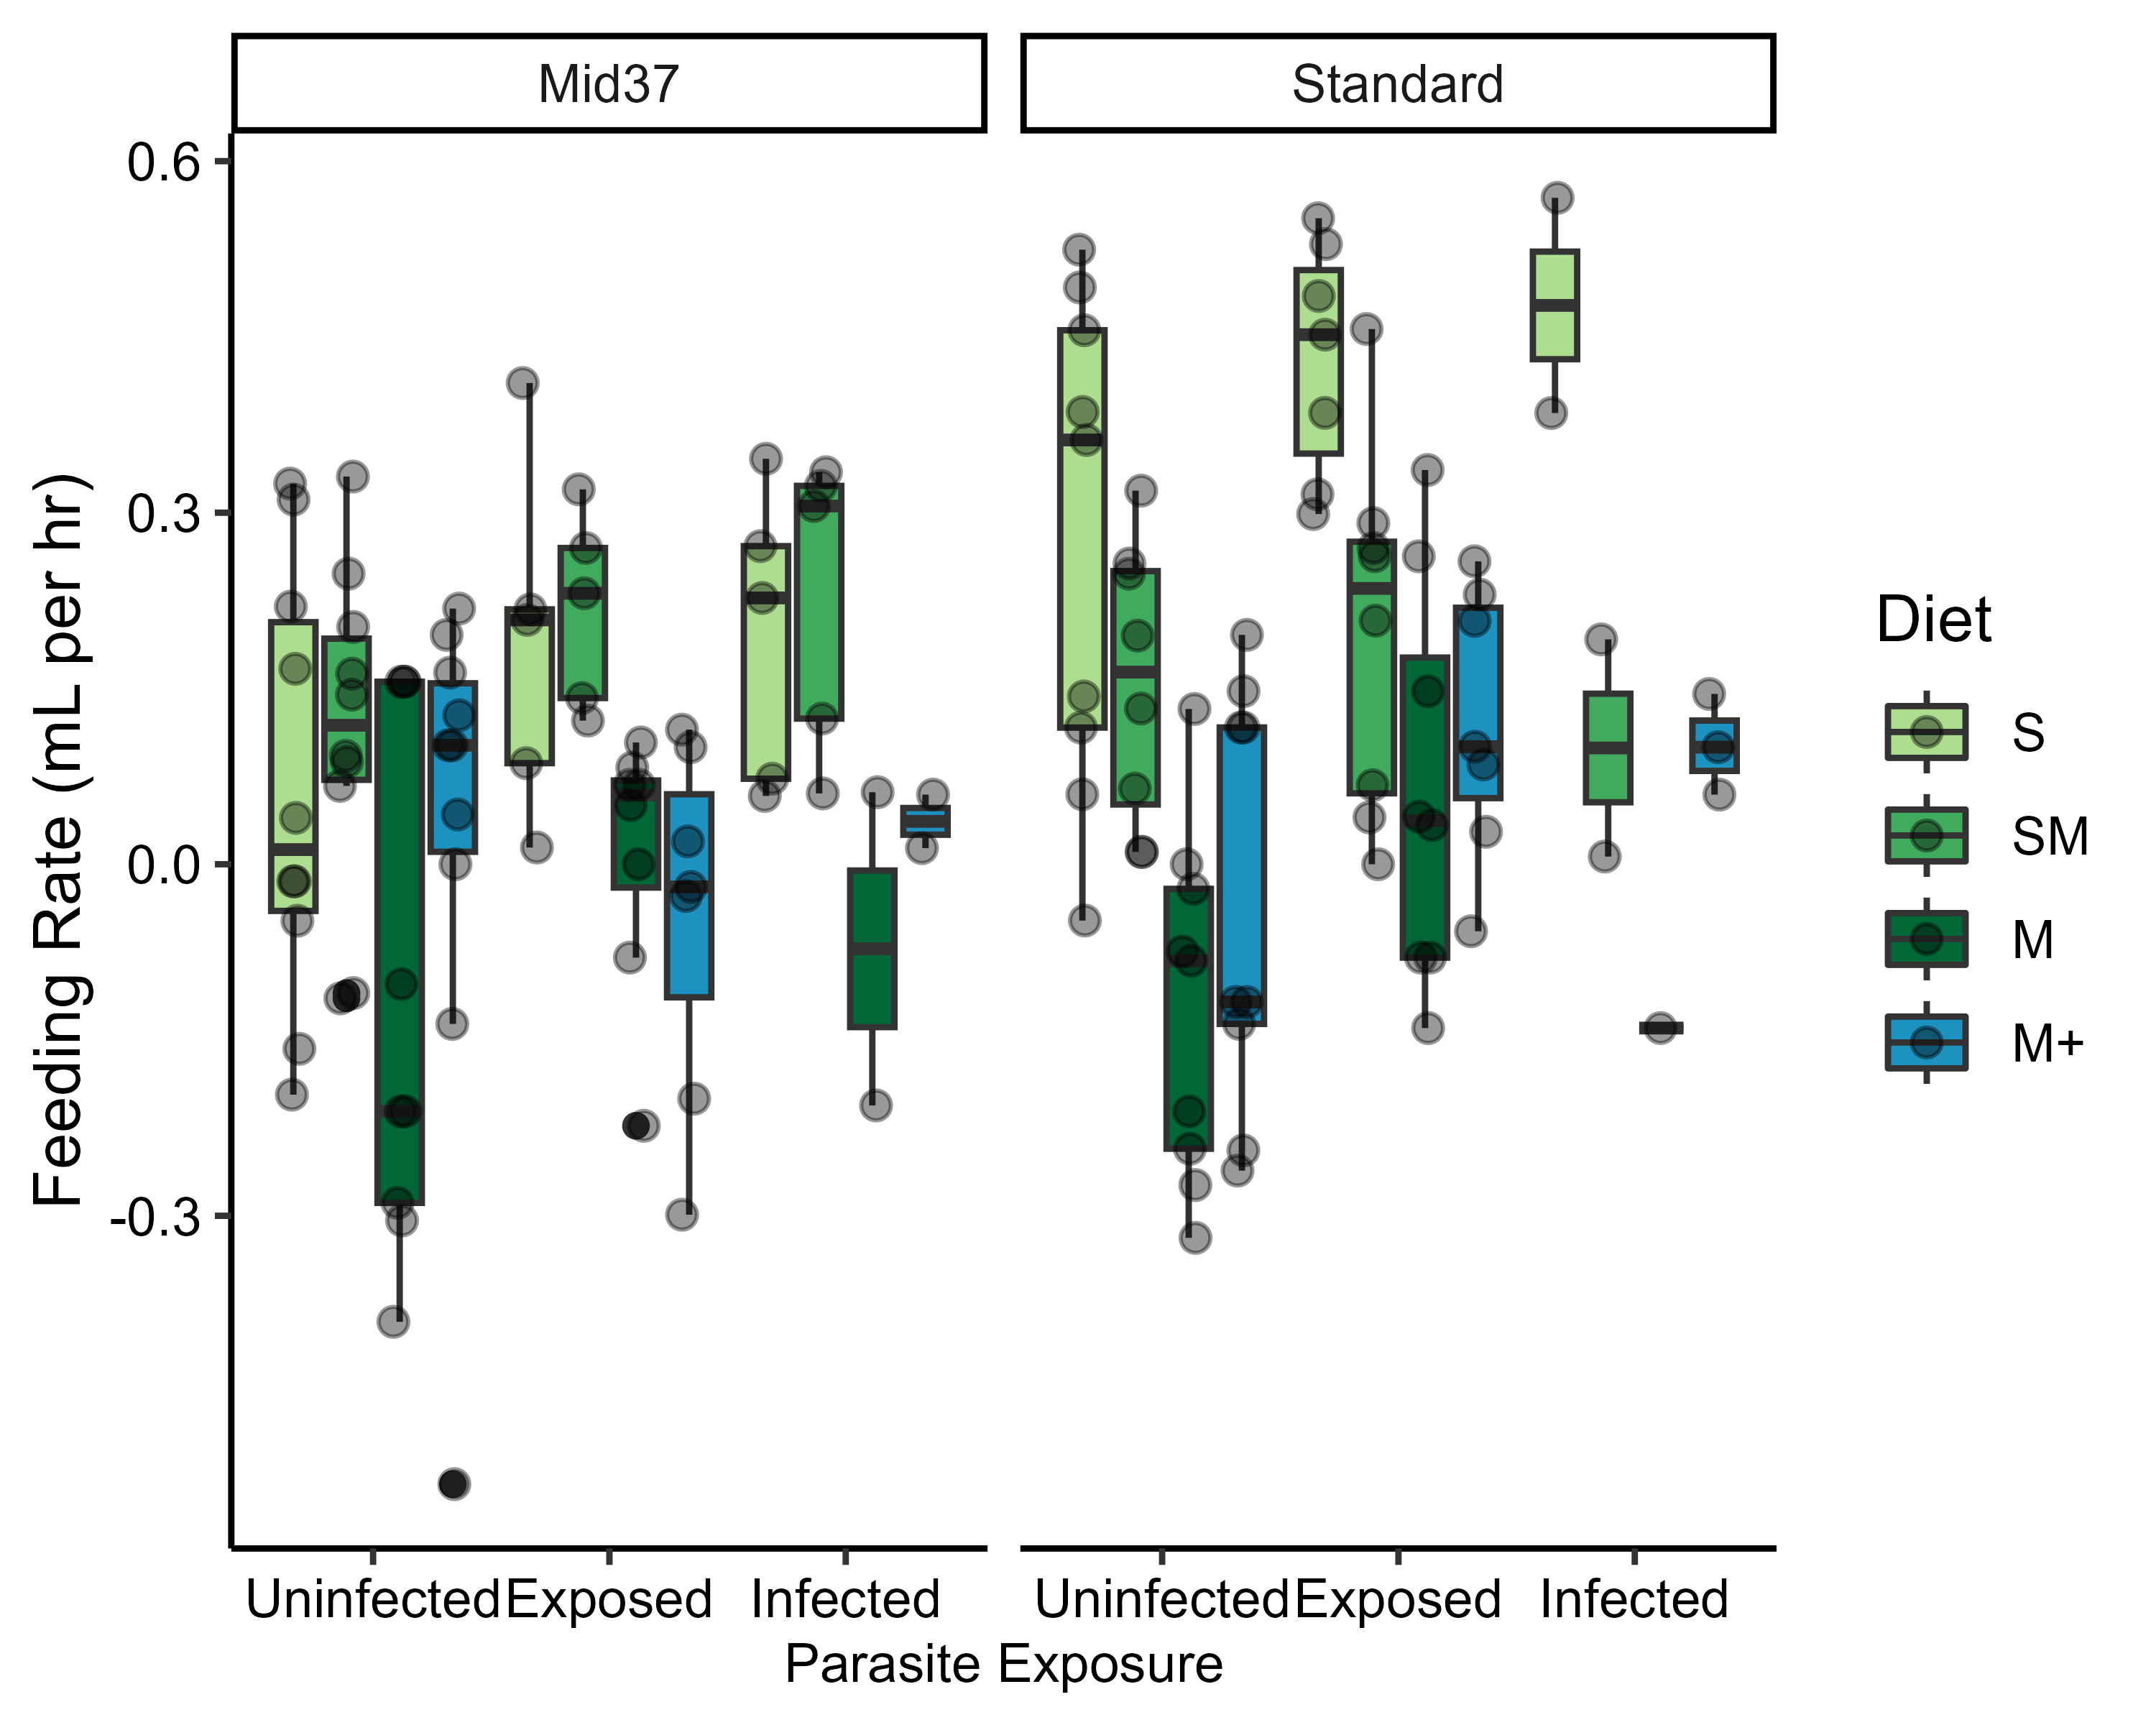 Mid37
Standard
Feeding Rate (mL per hr)
0.6
0.3
0.0
-0.3
Uninfected Exposed Infected
Uninfected Exposed Infected
Parasite Exposure
Diet
S
SM
M
M+